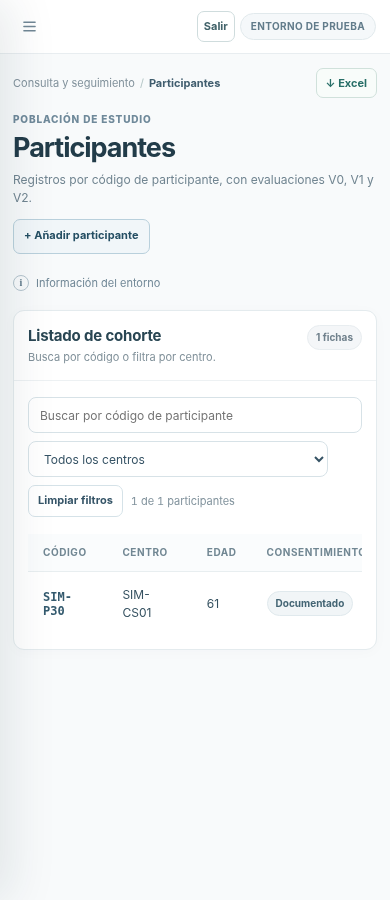 Salir
ENTORNO DE PRUEBA
Consulta y seguimiento / Participantes
↓ Excel
POBLACIÓN DE ESTUDIO
Participantes
Registros por código de participante, con evaluaciones V0, V1 y
V2.
+ Añadir participante
i Información del entorno
Listado de cohorte
1 fichas
Busca por código o filtra por centro.
Buscar por código de participante
Todos los centros
Limpiar filtros
1 de 1 participantes
CÓDIGO CENTRO EDAD CONSENTIMIENTO
SIM-
P30
SIM-
CS01
61
Documentado